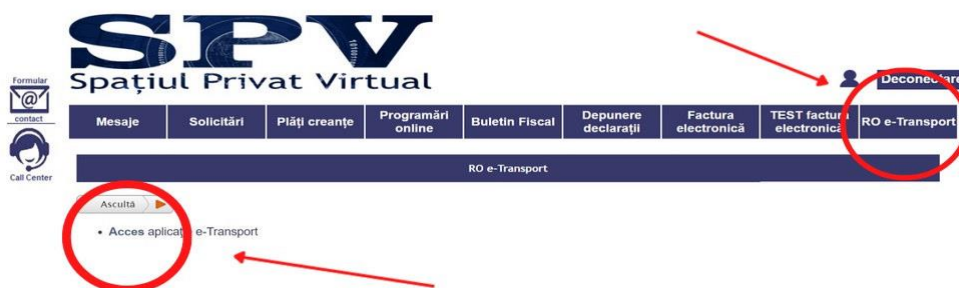 SPV
Spațiul Privat Virtual
Formular
contact
Call Center
Deconectare
Mesaje
Solicitări
Plăți creanțe
Programări
online
Buletin Fiscal
Depunere
declarații
Factura
electronică
TEST factura
electronică
RO e-Transport
RO e-Transport
Ascultă
• Acces aplicație e-Transport